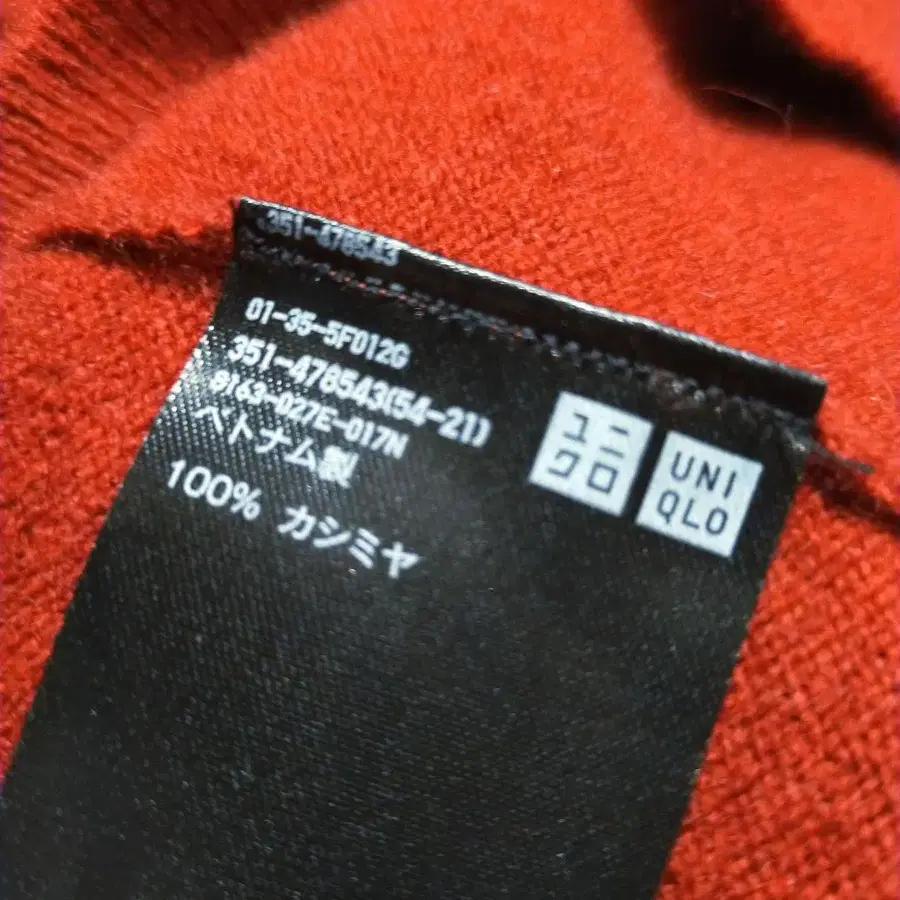 351-478543
01-35-5F012G
351-478543(54-21)
8163-027E-017N
ベトナム製
100% カシミヤ
ユニ
クロ
UNI
QLO